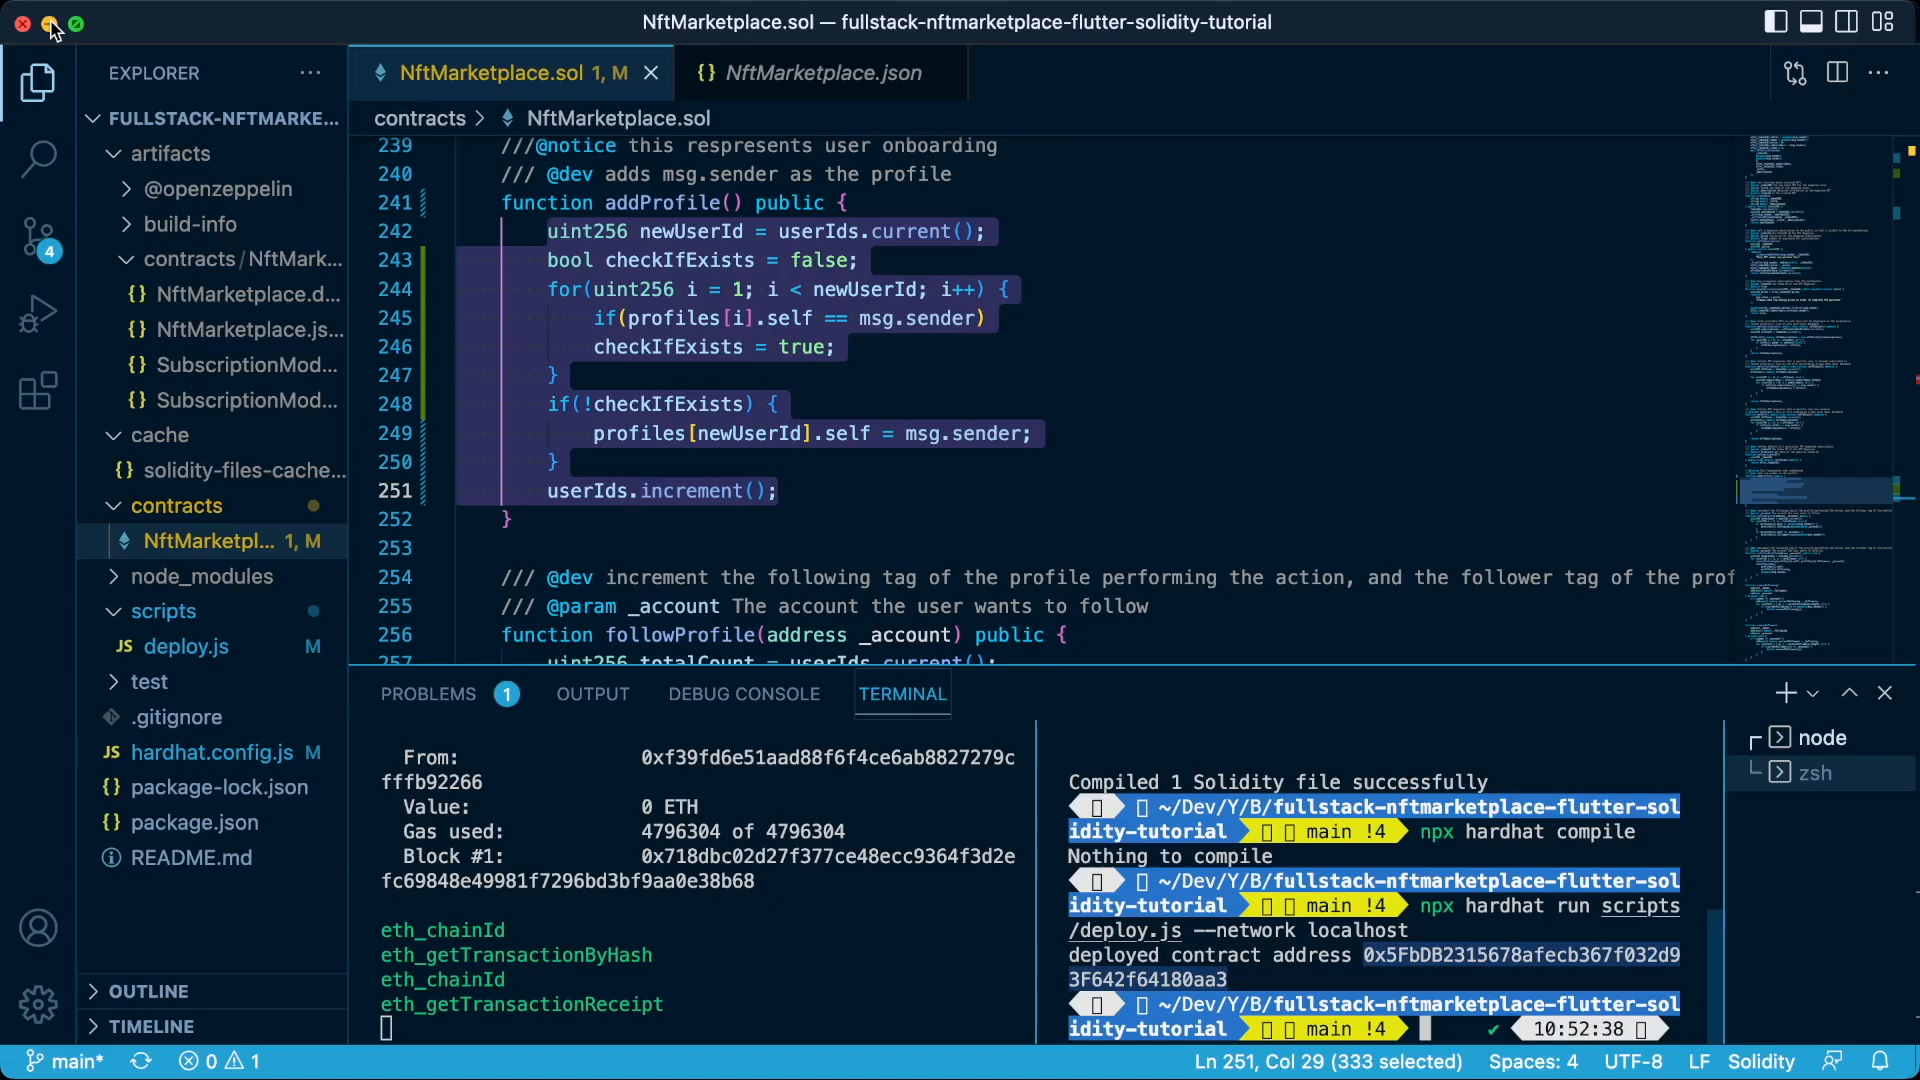 NftMarketplace.sol — fullstack-nftmarketplace-flutter-solidity-tutorial
EXPLORER
FULLSTACK-NFTMARKE...
artifacts
@openzeppelin
build-info
contracts/NftMark...
{} NftMarketplace.d...
{} NftMarketplace.js...
{} SubscriptionMod...
{} SubscriptionMod...
cache
{} solidity-files-cache...
contracts
NftMarketpl... 1, M
node_modules
scripts
JS deploy.js M
test
.gitignore
JS hardhat.config.js M
{} package-lock.json
{} package.json
README.md
OUTLINE
TIMELINE
4
NftMarketplace.sol 1, M
{} NftMarketplace.json
contracts > NftMarketplace.sol
239 ///@notice this respresents user onboarding
240 /// @dev adds msg.sender as the profile
241 function addProfile() public {
242 uint256 newUserId = userIds.current();
243 bool checkIfExists = false;
244 for(uint256 i = 1; i < newUserId; i++) {
245 if(profiles[i].self == msg.sender)
246 checkIfExists = true;
247 }
248 if(!checkIfExists) {
249 profiles[newUserId].self = msg.sender;
250 }
251 userIds.increment();
252 }
253
254 /// @dev increment the following tag of the profile performing the action, and the follower tag of the prof
255 /// @param _account The account the user wants to follow
256 function followProfile(address _account) public {
257 uint256 totalCount = userIds.current();
PROBLEMS 1 OUTPUT DEBUG CONSOLE TERMINAL
From: 0xf39fd6e51aad88f6f4ce6ab8827279c
fffb92266
Value: 0 ETH
Gas used: 4796304 of 4796304
Block #1: 0x718dbc02d27f377ce48ecc9364f3d2e
fc69848e49981f7296bd3bf9aa0e38b68
eth_chainId
eth_getTransactionByHash
eth_chainId
eth_getTransactionReceipt
Compiled 1 Solidity file successfully
~/Dev/Y/B/fullstack-nftmarketplace-flutter-sol
idity-tutorial main !4 npx hardhat compile
Nothing to compile
~/Dev/Y/B/fullstack-nftmarketplace-flutter-sol
idity-tutorial main !4 npx hardhat run scripts
/deploy.js --network localhost
deployed contract address 0x5FbDB2315678afecb367f032d9
3F642f64180aa3
~/Dev/Y/B/fullstack-nftmarketplace-flutter-sol
idity-tutorial main !4 ✔ 10:52:38
node
zsh
main* 0 1
Ln 251, Col 29 (333 selected) Spaces: 4 UTF-8 LF Solidity